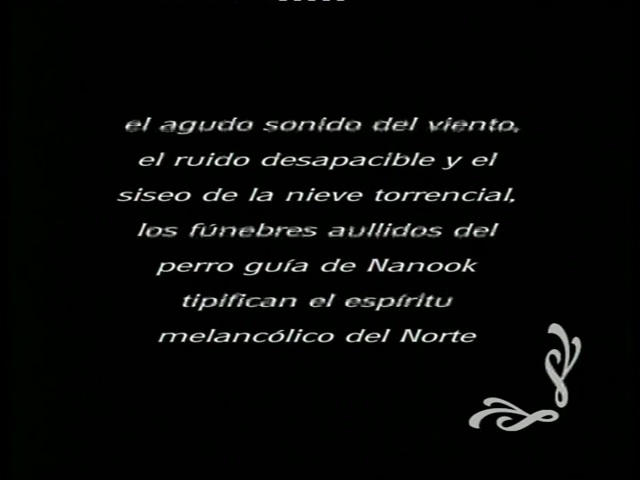 el agudo sonido del viento,
el ruido desapacible y el
siseo de la nieve torrencial,
los fúnebres aullidos del
perro guía de Nanook
tipifican el espíritu
melancólico del Norte